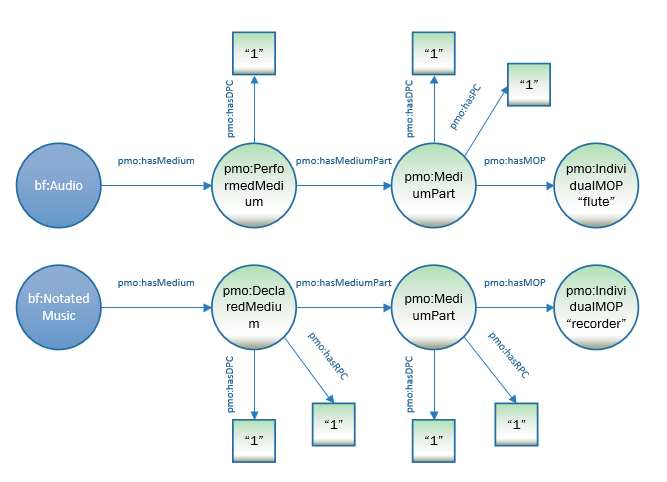 “1”
“1”
“1”
pmo:hasDPC
pmo:hasDPC
pmo:hasPC
bf:Audio
pmo:hasMedium
pmo:Perfo
rmedMedi
um
pmo:hasMediumPart
pmo:Medi
umPart
pmo:hasMOP
pmo:Indivi
dualMOP
“flute”
bf:Notated
Music
pmo:hasMedium
pmo:Decla
redMediu
m
pmo:hasMediumPart
pmo:Medi
umPart
pmo:hasMOP
pmo:Indivi
dualMOP
“recorder”
pmo:hasDPC
pmo:hasRPC
pmo:hasDPC
pmo:hasRPC
“1”
“1”
“1”
“1”